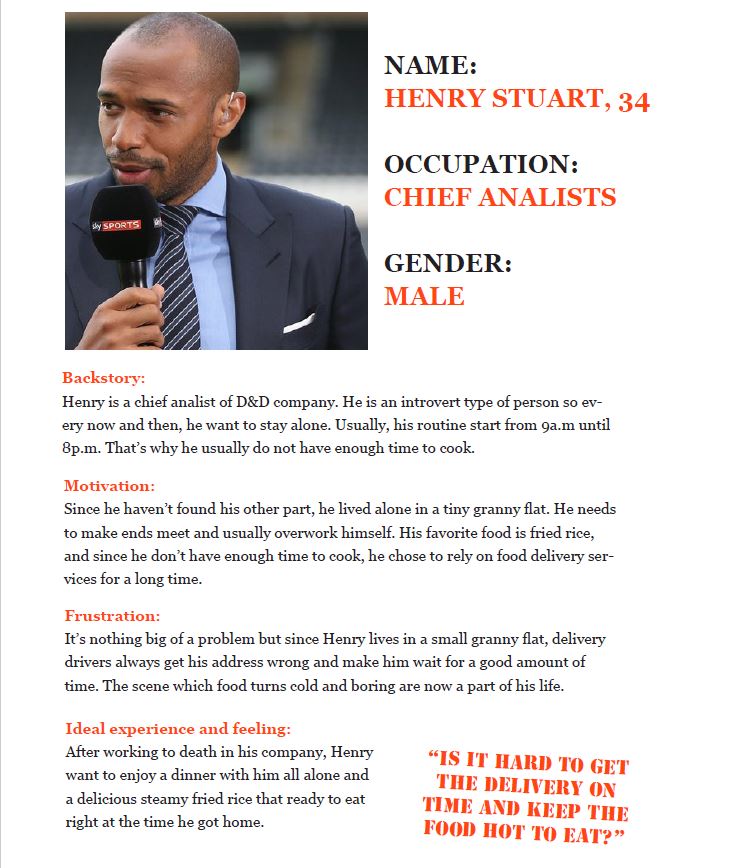 NAME:
HENRY STUART, 34
OCCUPATION:
CHIEF ANALISTS
GENDER:
MALE
sky SPORTS
sky
Backstory:
Henry is a chief analist of D&D company. He is an introvert type of person so ev-
ery now and then, he want to stay alone. Usually, his routine start from 9a.m until
8p.m. That’s why he usually do not have enough time to cook.
Motivation:
Since he haven’t found his other part, he lived alone in a tiny granny flat. He needs
to make ends meet and usually overwork himself. His favorite food is fried rice,
and since he don’t have enough time to cook, he chose to rely on food delivery ser-
vices for a long time.
Frustration:
It’s nothing big of a problem but since Henry lives in a small granny flat, delivery
drivers always get his address wrong and make him wait for a good amount of
time. The scene which food turns cold and boring are now a part of his life.
Ideal experience and feeling:
After working to death in his company, Henry
want to enjoy a dinner with him all alone and
a delicious steamy fried rice that ready to eat
right at the time he got home.
“IS IT HARD TO GET
THE DELIVERY ON
TIME AND KEEP THE
FOOD HOT TO EAT?”